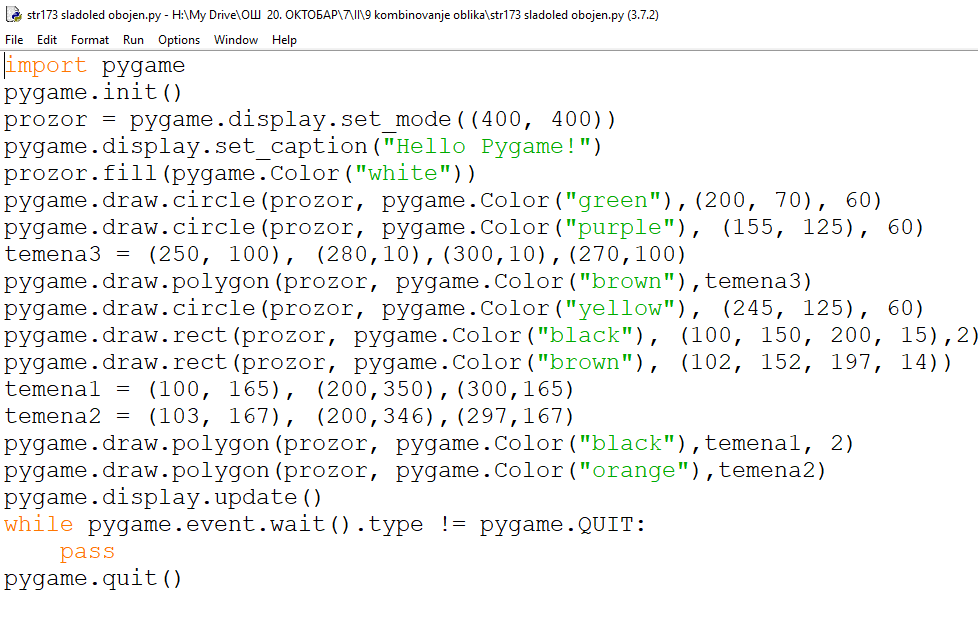 str173 sladoled obojen.py - H:\My Drive\ОШ  20. ОКТОБАР\7\II\9 kombinovanje oblika\str173 sladoled obojen.py (3.7.2)
File Edit Format Run Options Window Help
import pygame
pygame.init()
prozor = pygame.display.set_mode((400, 400))
pygame.display.set_caption("Hello Pygame!")
prozor.fill(pygame.Color("white"))
pygame.draw.circle(prozor, pygame.Color("green"),(200, 70), 60)
pygame.draw.circle(prozor, pygame.Color("purple"), (155, 125), 60)
temena3 = (250, 100), (280,10),(300,10),(270,100)
pygame.draw.polygon(prozor, pygame.Color("brown"),temena3)
pygame.draw.circle(prozor, pygame.Color("yellow"), (245, 125), 60)
pygame.draw.rect(prozor, pygame.Color("black"), (100, 150, 200, 15),2)
pygame.draw.rect(prozor, pygame.Color("brown"), (102, 152, 197, 14))
temena1 = (100, 165), (200,350),(300,165)
temena2 = (103, 167), (200,346),(297,167)
pygame.draw.polygon(prozor, pygame.Color("black"),temena1, 2)
pygame.draw.polygon(prozor, pygame.Color("orange"),temena2)
pygame.display.update()
while pygame.event.wait().type != pygame.QUIT:
    pass
pygame.quit()